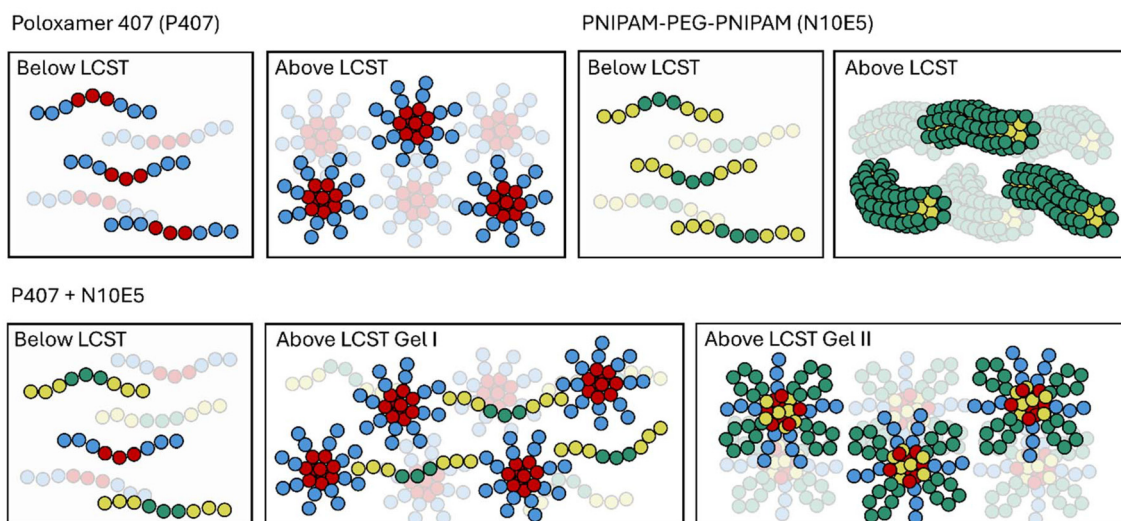 Poloxamer 407 (P407)
PNIPAM-PEG-PNIPAM (N10E5)
Below LCST
Above LCST
Below LCST
Above LCST
P407 + N10E5
Below LCST
Above LCST Gel I
Above LCST Gel II